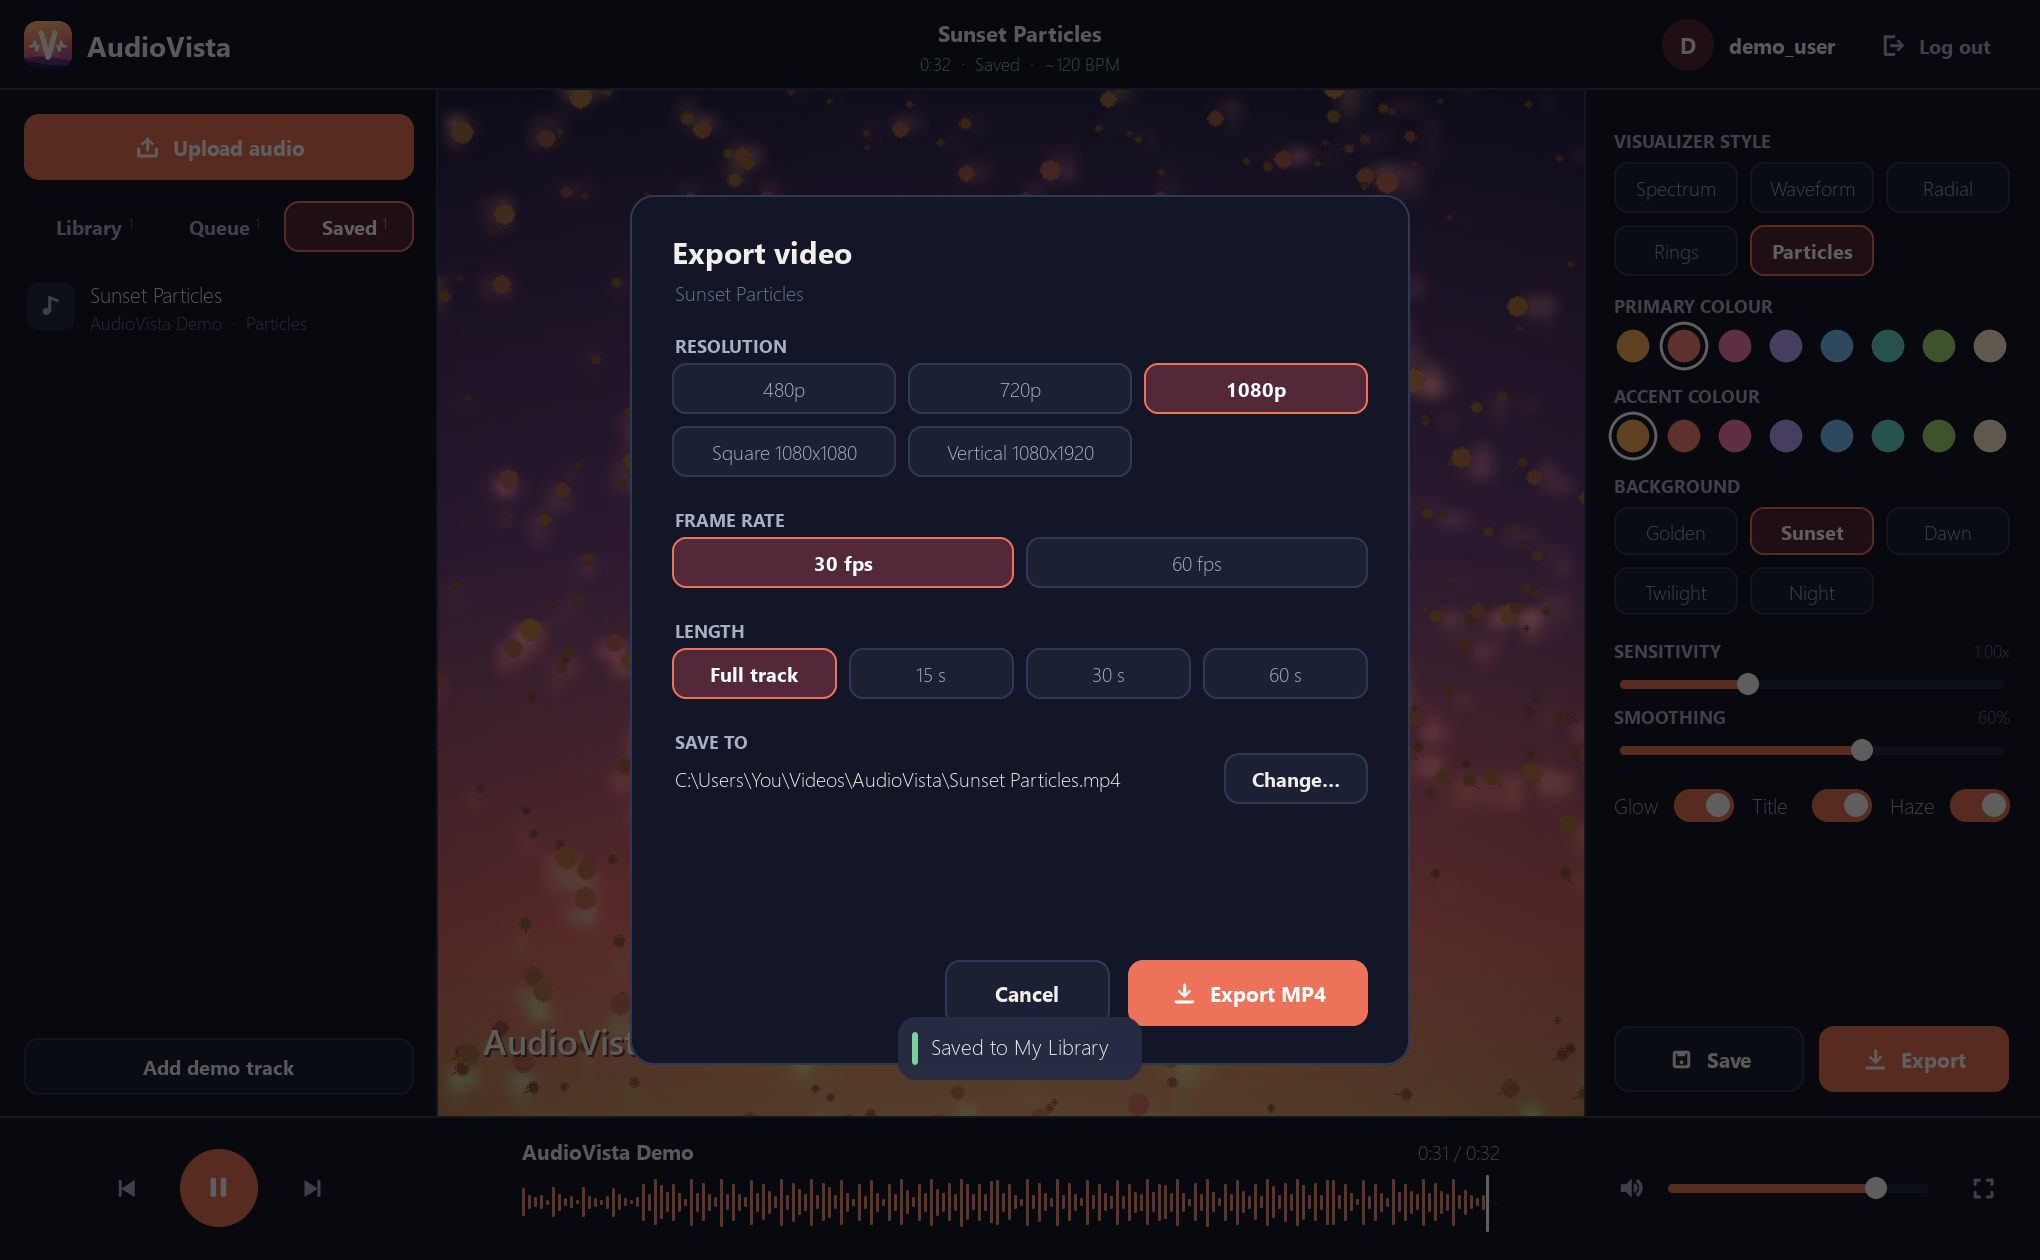 AudioVista
Sunset Particles
0:32 · Saved · ~120 BPM
D demo_user
Log out
Upload audio
Library 1
Queue 1
Saved 1
Sunset Particles
AudioVista Demo · Particles
Add demo track
Export video
Sunset Particles
RESOLUTION
480p 720p 1080p
Square 1080x1080 Vertical 1080x1920
FRAME RATE
30 fps 60 fps
LENGTH
Full track 15 s 30 s 60 s
SAVE TO
C:\Users\You\Videos\AudioVista\Sunset Particles.mp4 Change...
Cancel Export MP4
Saved to My Library
VISUALIZER STYLE
Spectrum Waveform Radial
Rings Particles
PRIMARY COLOUR
ACCENT COLOUR
BACKGROUND
Golden Sunset Dawn
Twilight Night
SENSITIVITY 1.00x
SMOOTHING 60%
Glow Title Haze
Save Export
AudioVista Demo 0:31 / 0:32